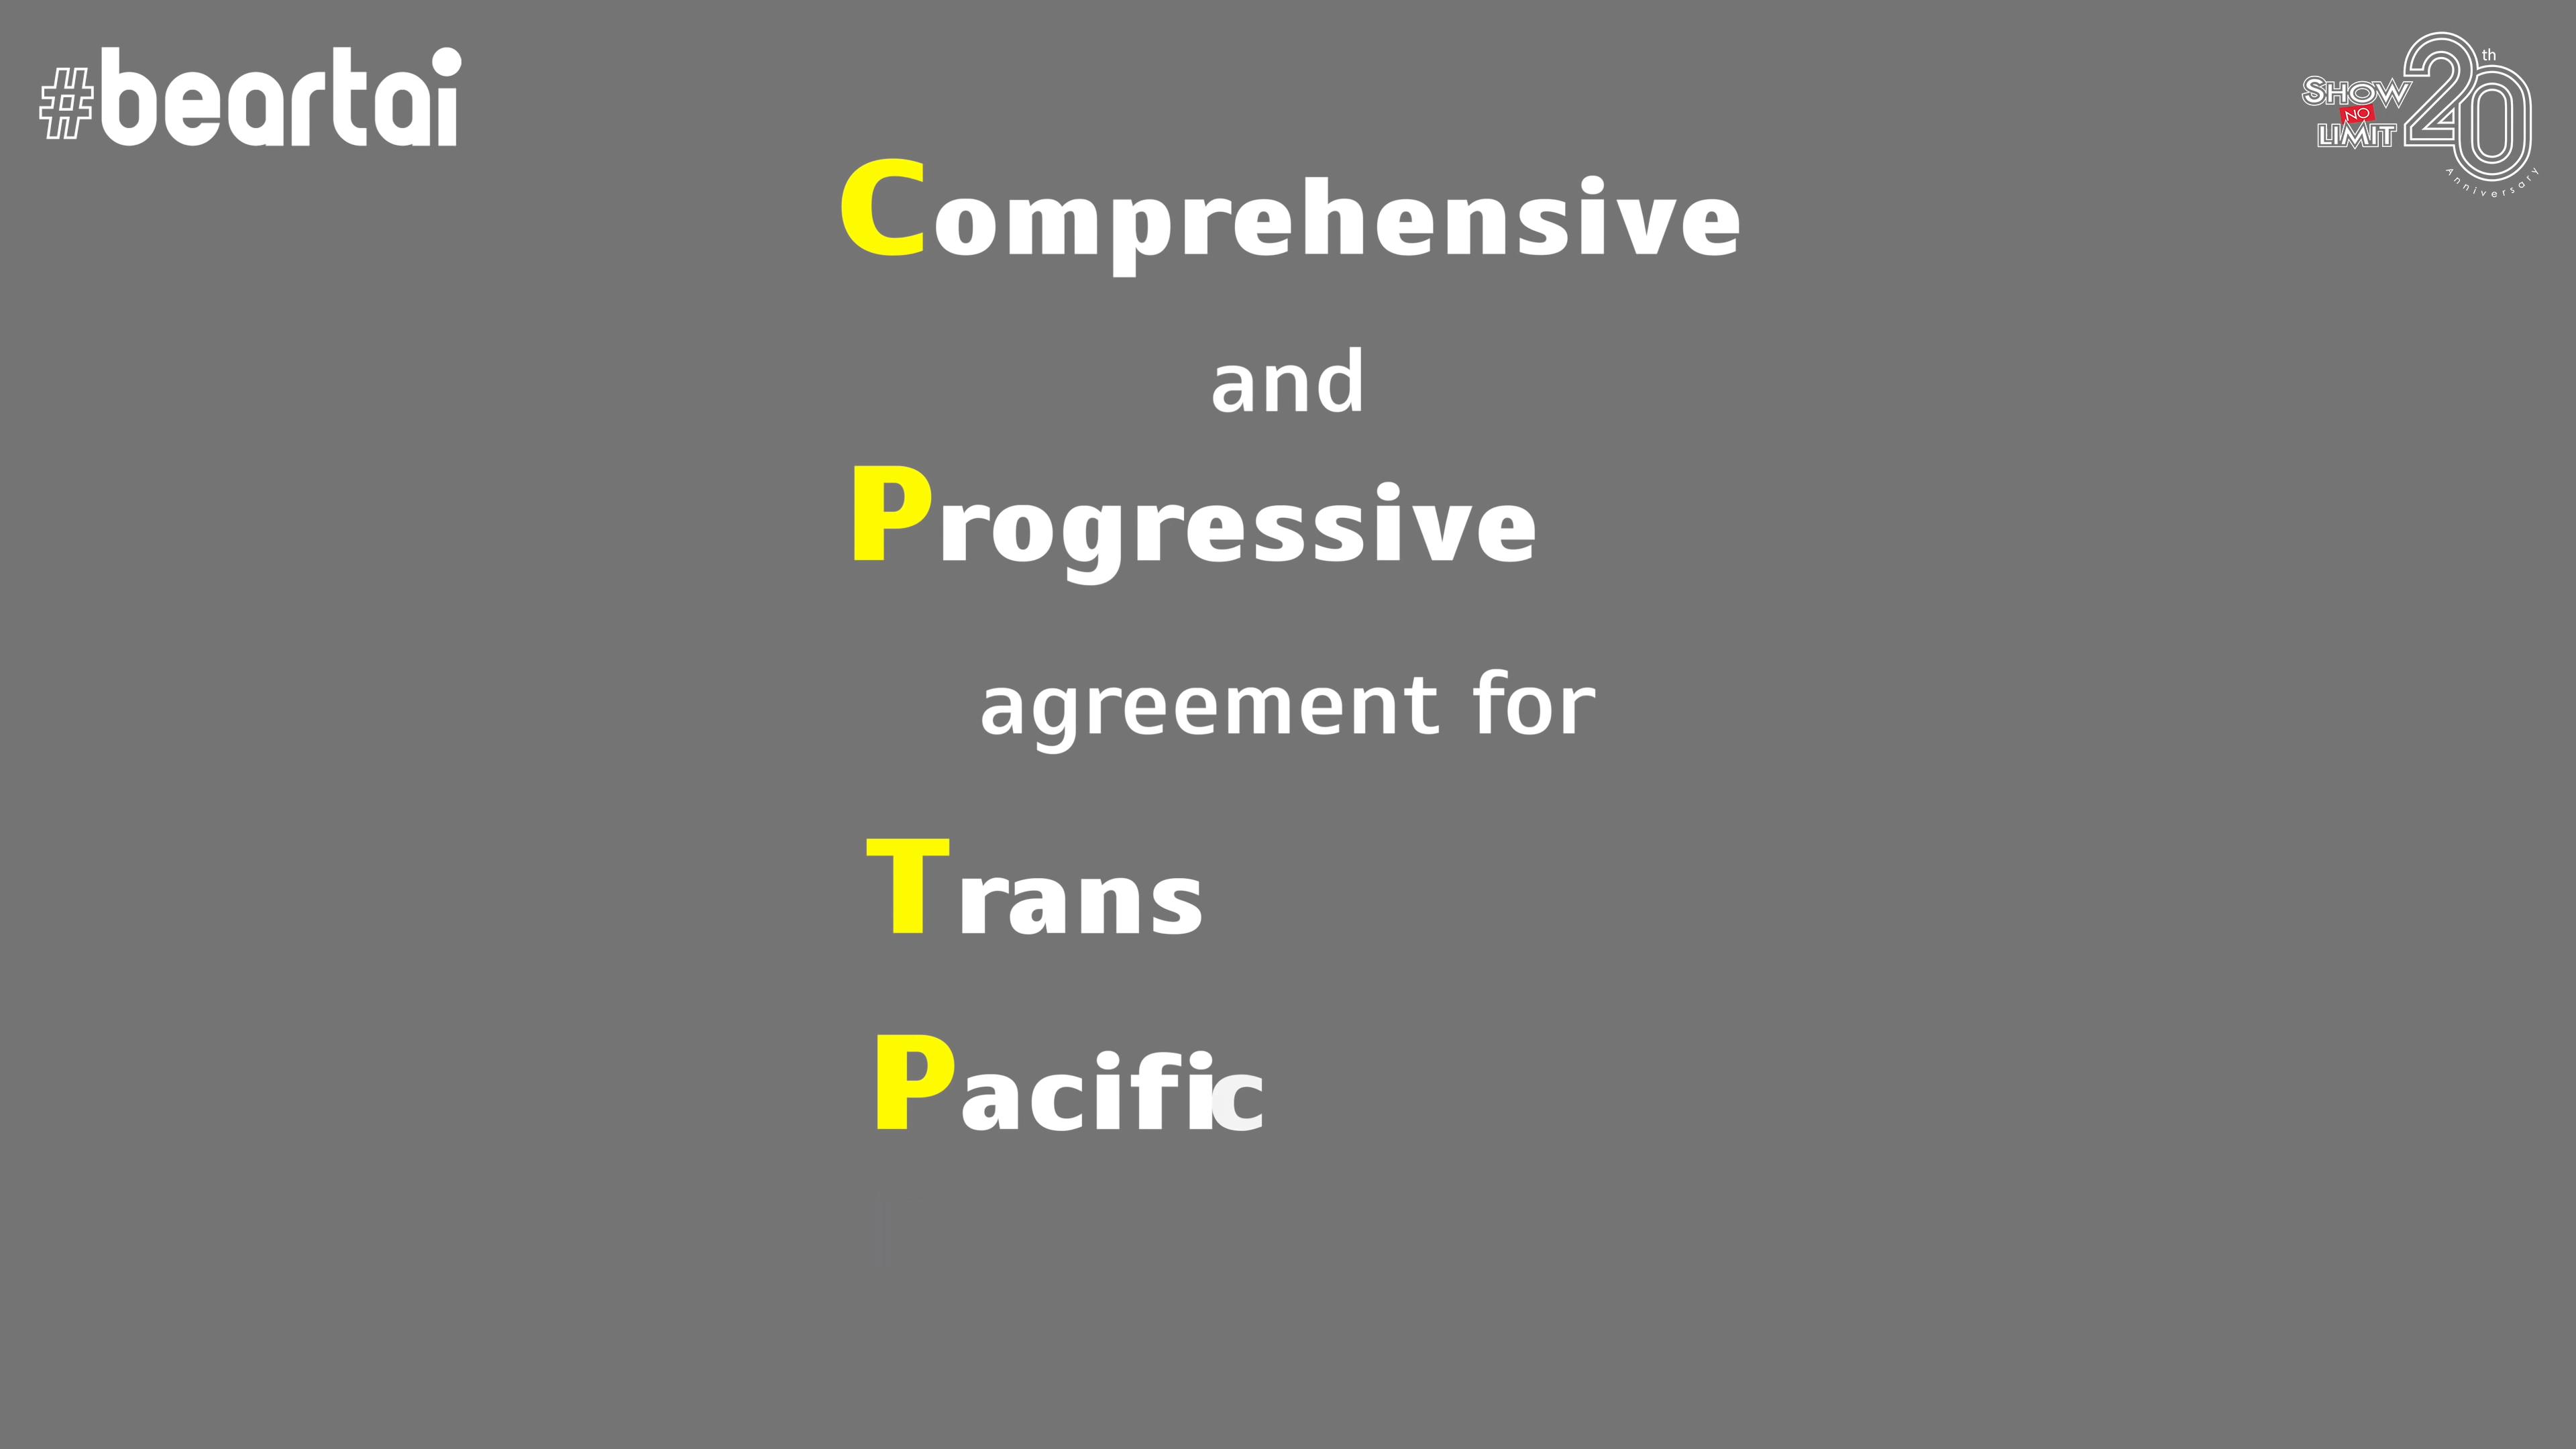 #beartai
SHOW
NO
LIMIT
20th
Anniversary
Comprehensive
and
Progressive
agreement for
Trans
Pacific